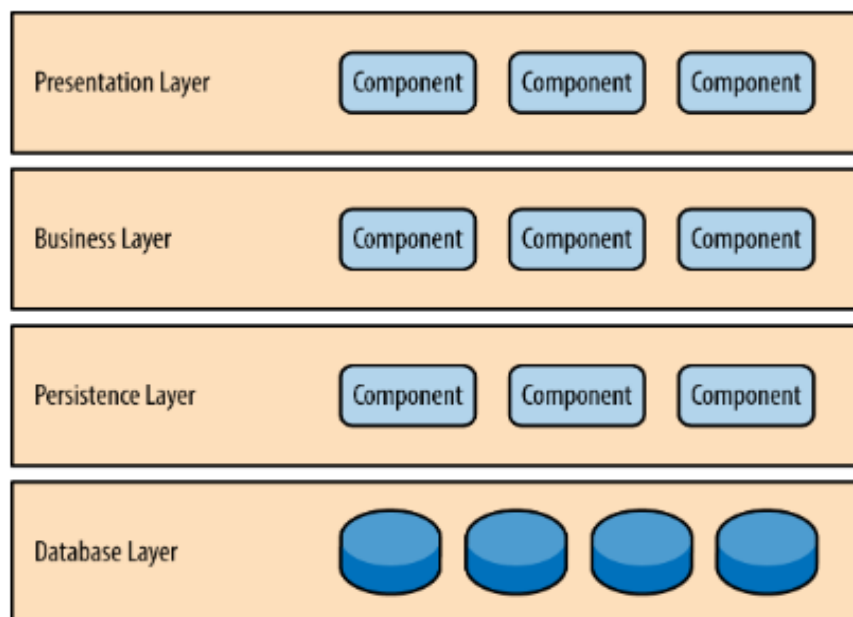 Presentation Layer Component Component Component
Business Layer Component Component Component
Persistence Layer Component Component Component
Database Layer